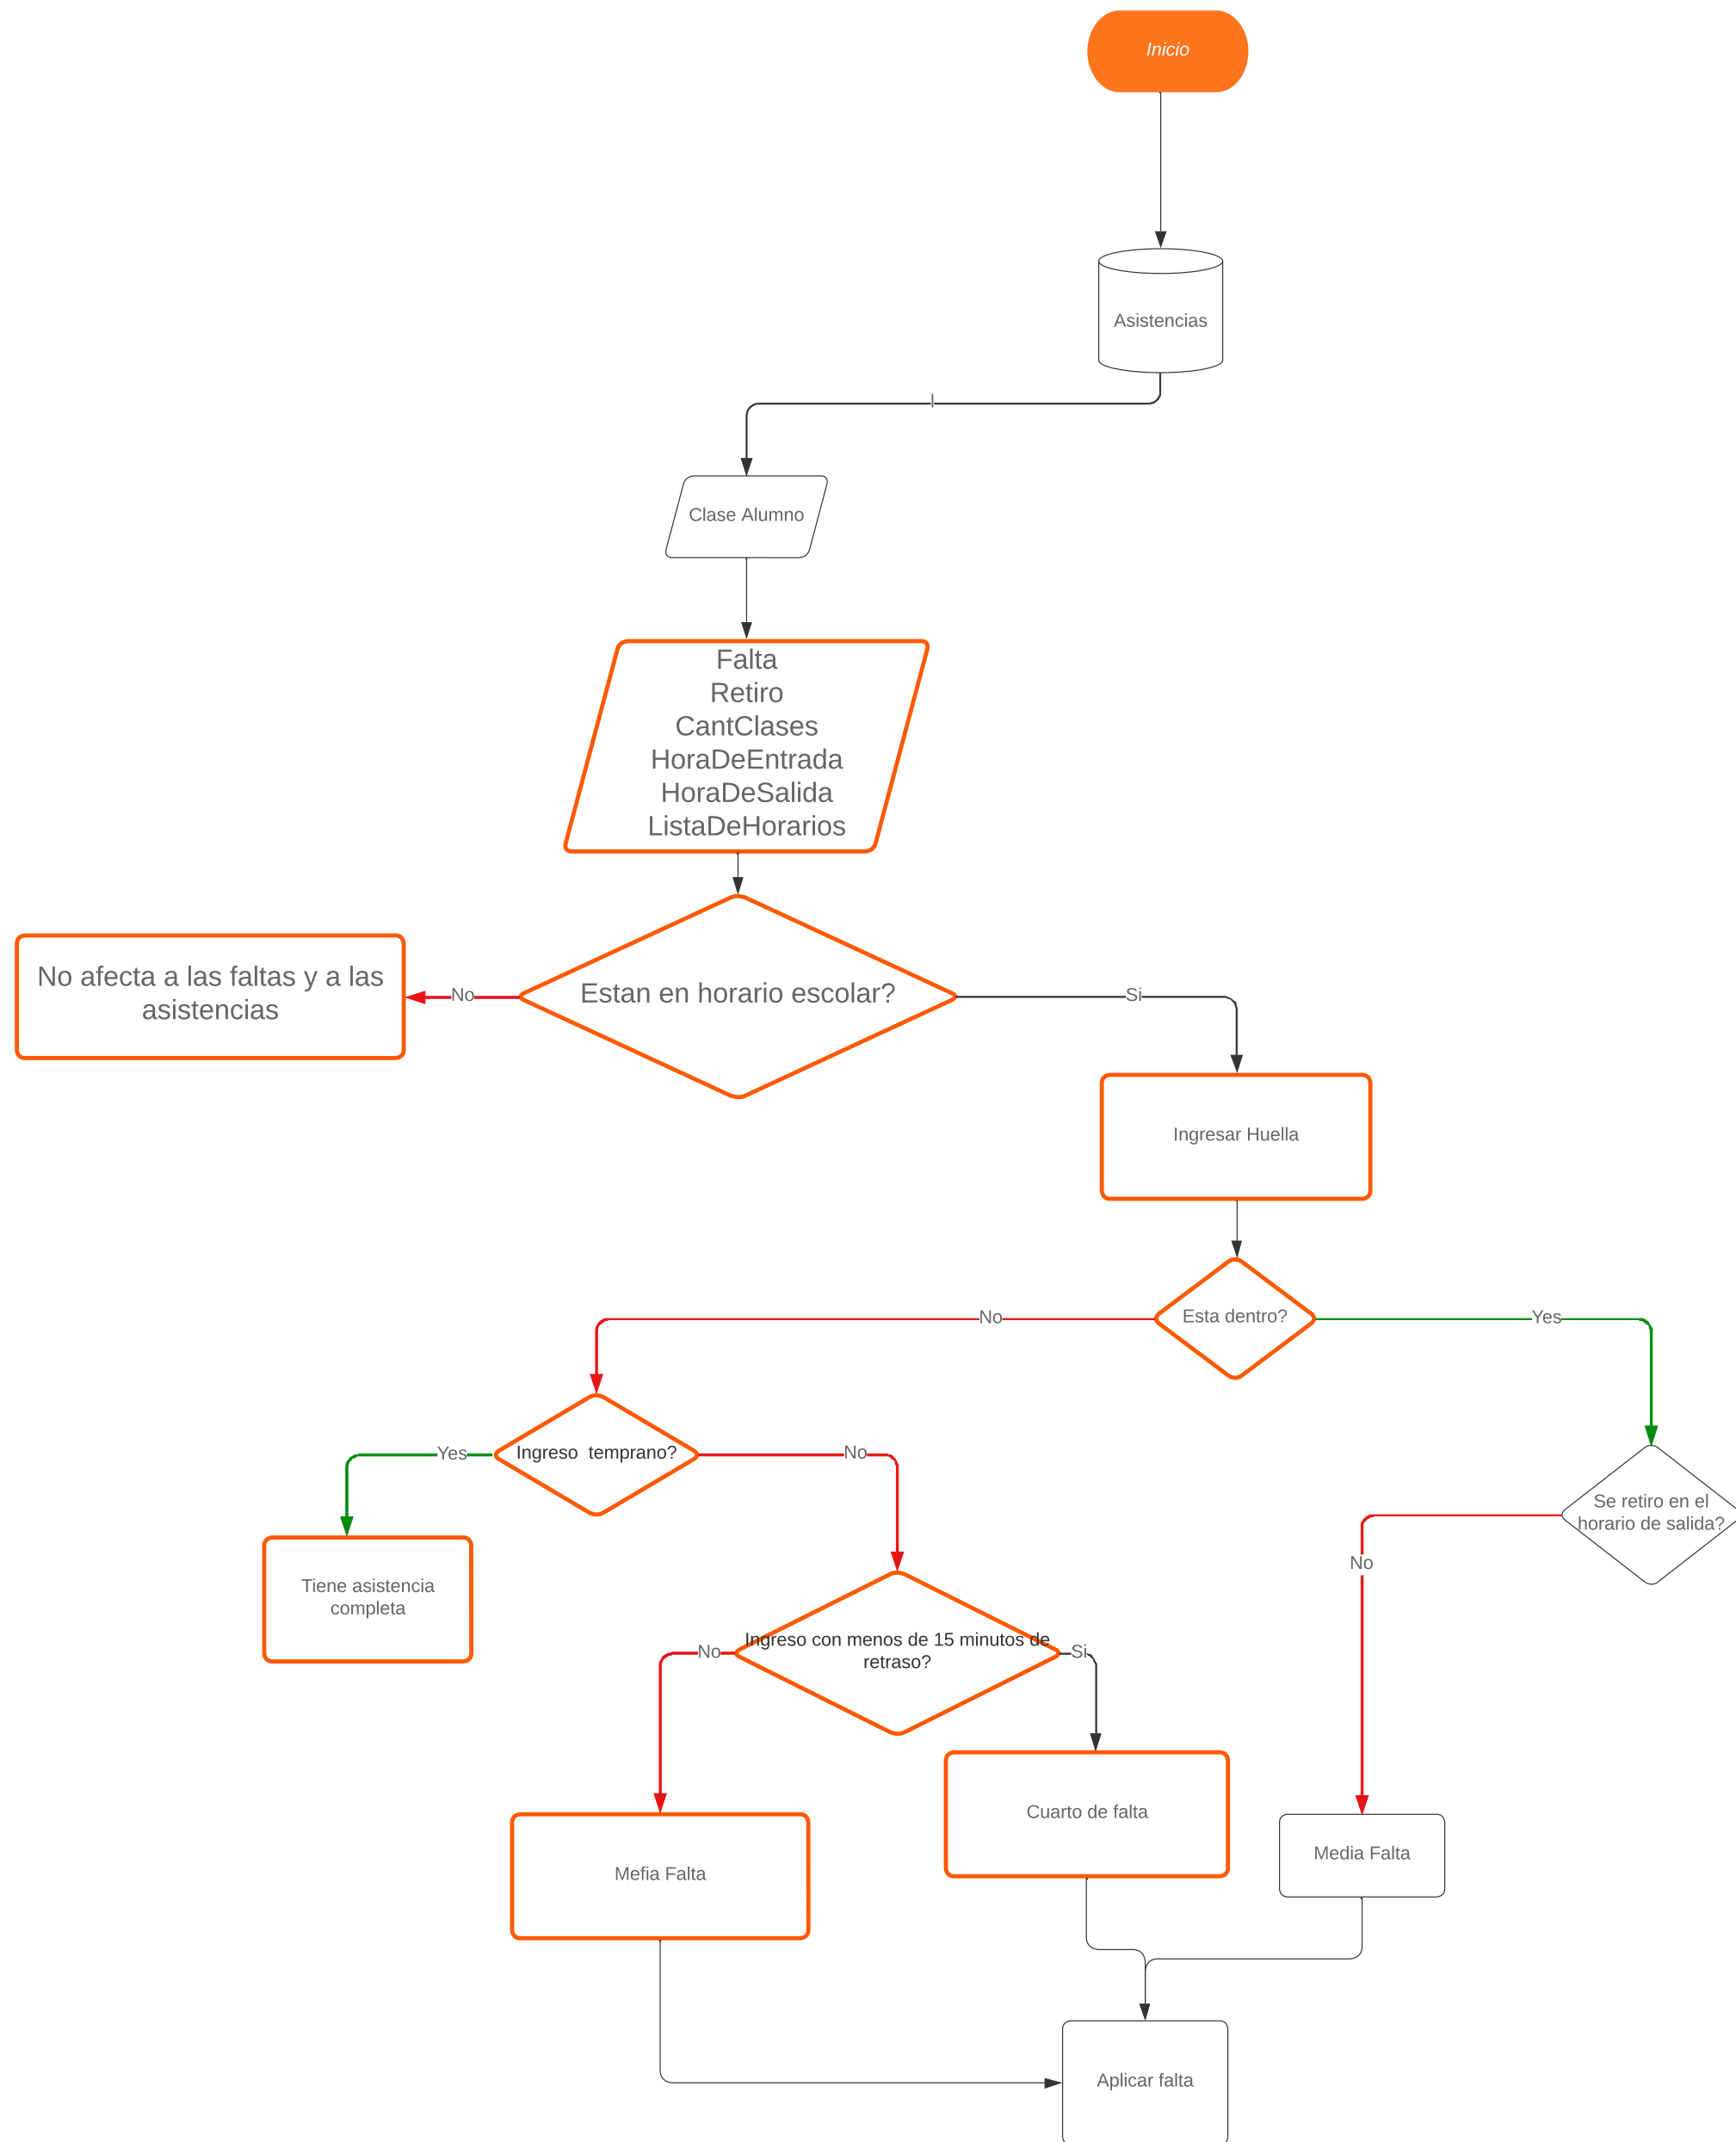 Inicio
Asistencias
I
Clase Alumno
Falta
Retiro
CantClases
HoraDeEntrada
HoraDeSalida
ListaDeHorarios
No afecta a las faltas y a las
asistencias
No
Estan en horario escolar?
Si
Ingresar Huella
Esta dentro?
No
Yes
Ingreso  temprano?
Yes
No
Se retiro en el
horario de salida?
No
Tiene asistencia
completa
Ingreso con menos de 15 minutos de
retraso?
No
Si
Cuarto de falta
Media Falta
Mefia Falta
Aplicar falta